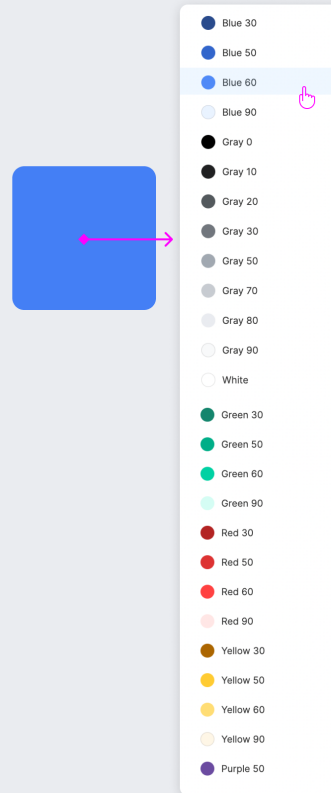 Blue 30
Blue 50
Blue 60
Blue 90
Gray 0
Gray 10
Gray 20
Gray 30
Gray 50
Gray 70
Gray 80
Gray 90
White
Green 30
Green 50
Green 60
Green 90
Red 30
Red 50
Red 60
Red 90
Yellow 30
Yellow 50
Yellow 60
Yellow 90
Purple 50